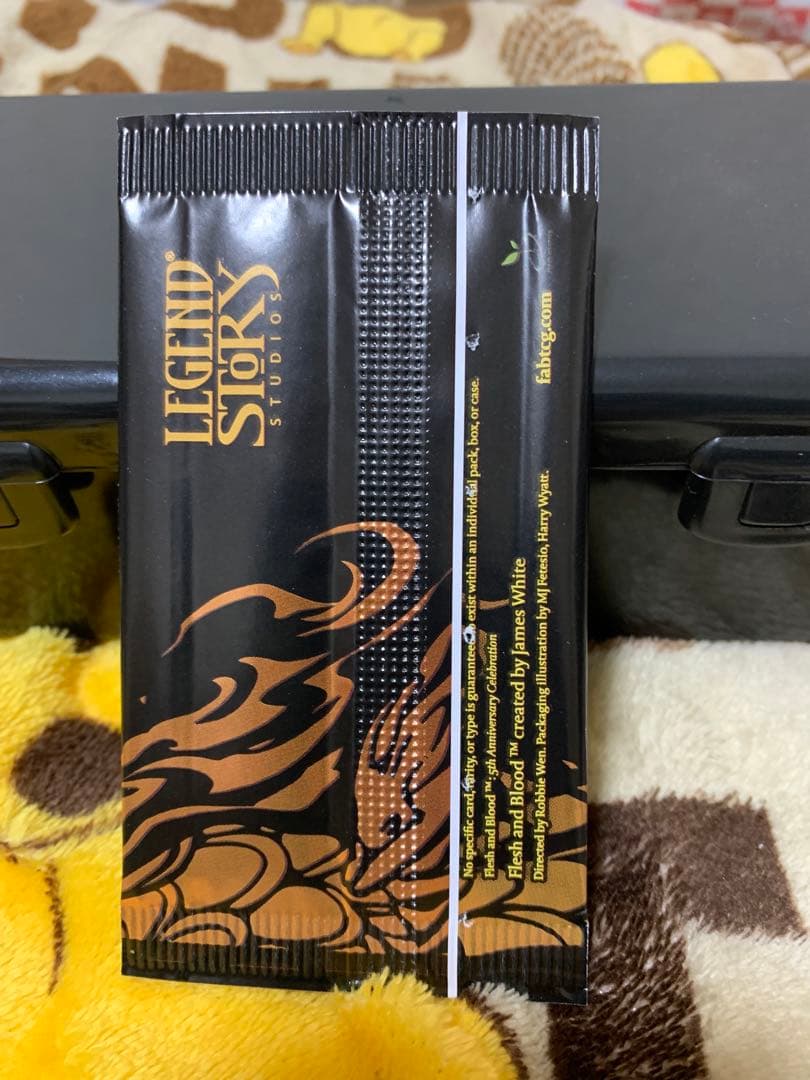 LEGEND®
STORY
STUDIOS
No specific card, rarity, or type is guaranteed to exist within an individual pack, box, or case.
Flesh and Blood™: 5th Anniversary Celebration
Flesh and Blood™ created by James White
Directed by Robbie Wen. Packaging illustration by MJ Fetesio, Harry Wyatt.
fabtcg.com